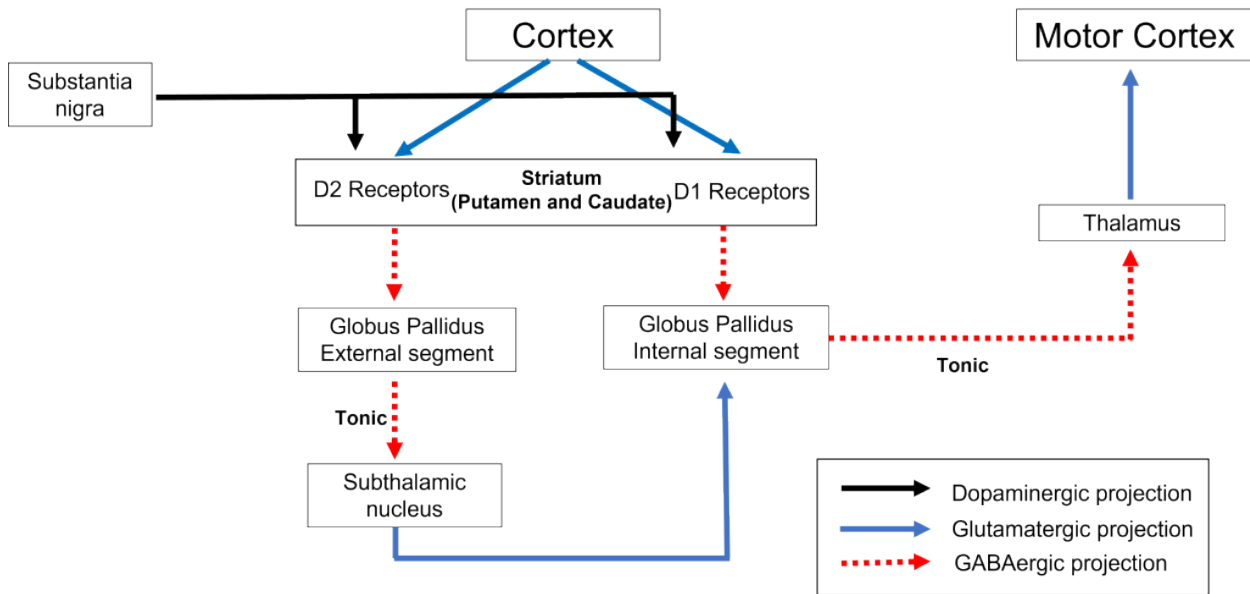 Cortex
Motor Cortex
Substantia
nigra
D2 Receptors
Striatum
(Putamen and Caudate)
D1 Receptors
Thalamus
Globus Pallidus
External segment
Globus Pallidus
Internal segment
Tonic
Tonic
Subthalamic
nucleus
Dopaminergic projection
Glutamatergic projection
GABAergic projection